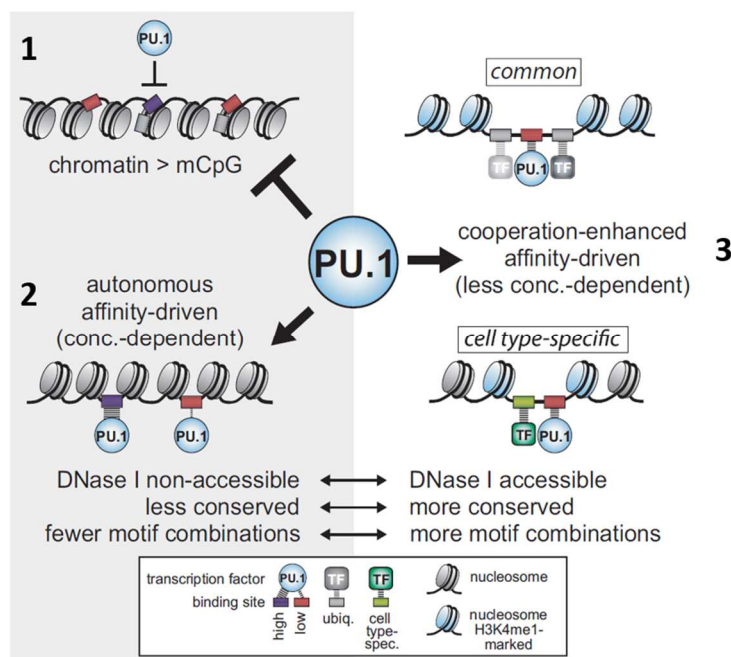 1
PU.1
chromatin > mCpG
common
TF
PU.1
TF
PU.1
cooperation-enhanced
affinity-driven
(less conc.-dependent)
3
2
autonomous
affinity-driven
(conc.-dependent)
PU.1
PU.1
cell type-specific
TF
PU.1
DNase I non-accessible
DNase I accessible
less conserved
more conserved
fewer motif combinations
more motif combinations
transcription factor
PU.1
TF
TF
nucleosome
binding site
high
low
ubiq.
cell
type-
spec.
nucleosome
H3K4me1-
marked